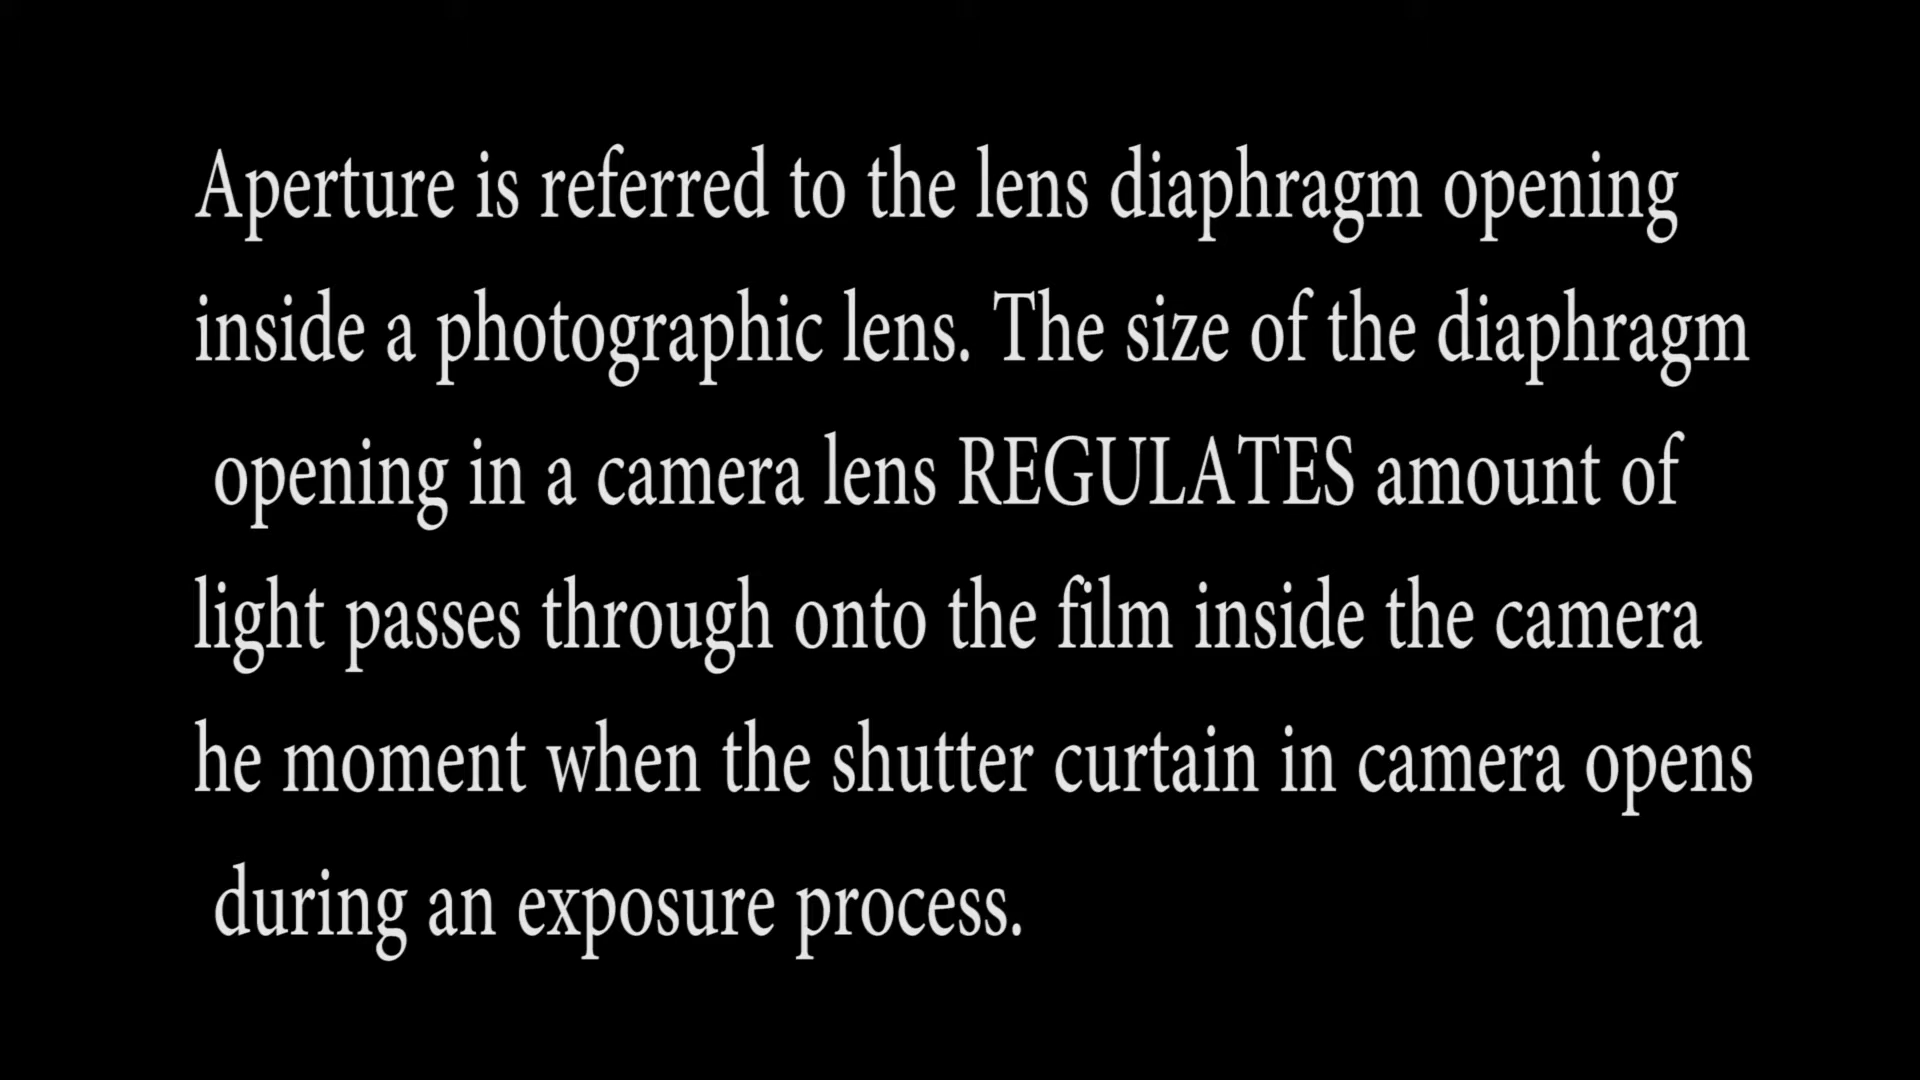 Aperture is referred to the lens diaphragm opening
inside a photographic lens. The size of the diaphragm
opening in a camera lens REGULATES amount of
light passes through onto the film inside the camera
he moment when the shutter curtain in camera opens
during an exposure process.